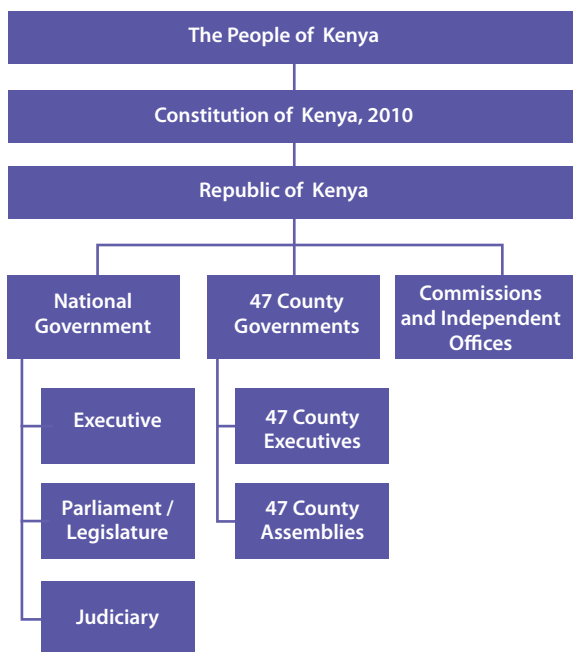 The People of Kenya
Constitution of Kenya, 2010
Republic of Kenya
National
Government
47 County
Governments
Commissions
and Independent
Offices
Executive
47 County
Executives
Parliament /
Legislature
47 County
Assemblies
Judiciary